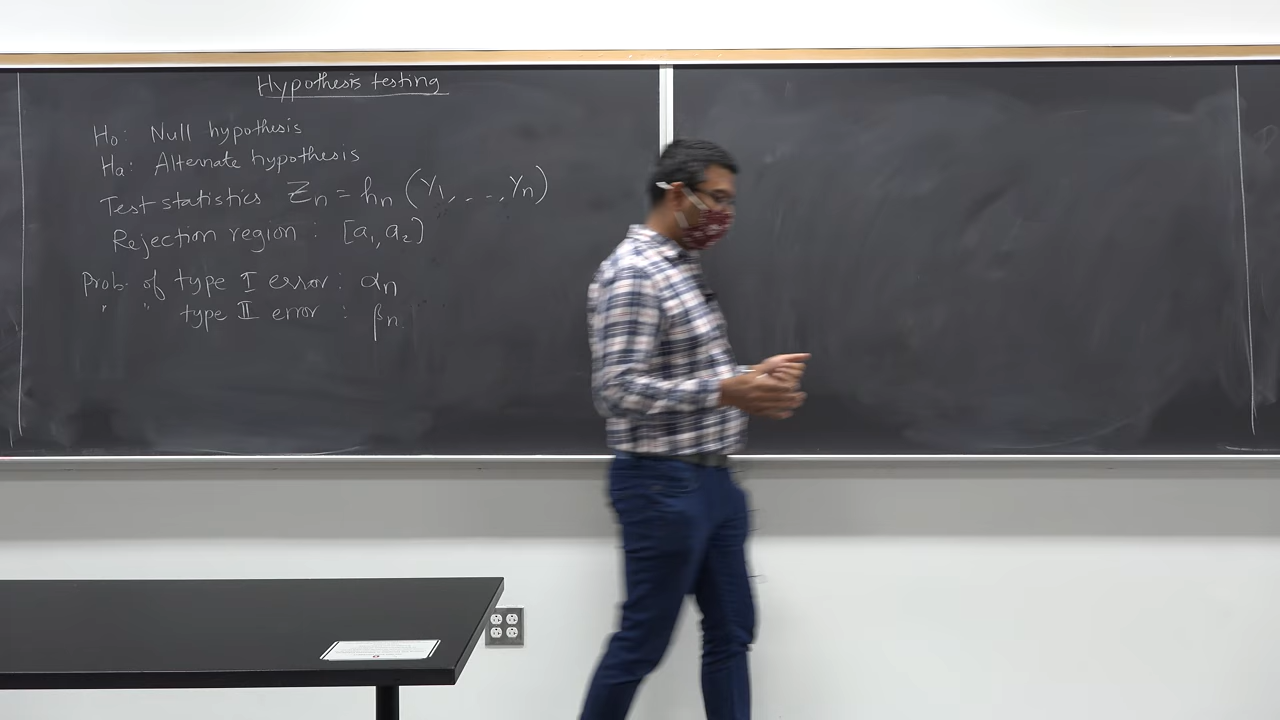 Hypothesis testing
H₀: Null hypothesis
Hₐ: Alternate hypothesis
Test statistics Zₙ = hₙ (Y₁, . . . , Yₙ)
Rejection region : [a₁, a₂]
Prob. of type I error : αₙ
" " type II error : βₙ.